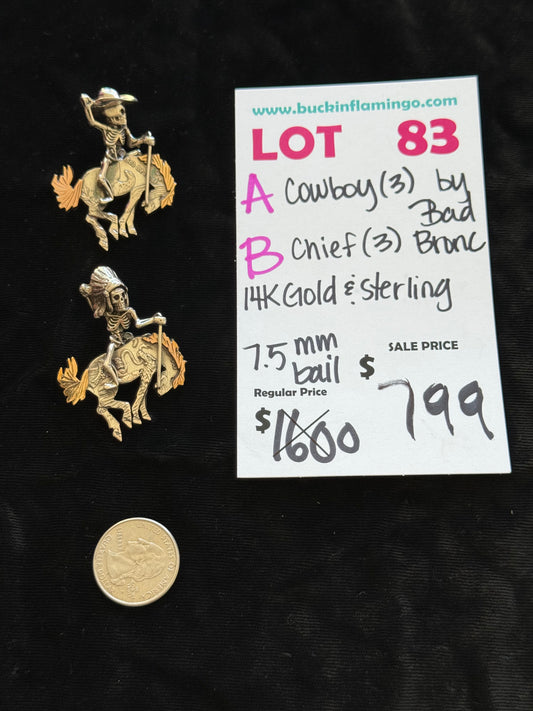 www.buckinflamingo.com
LOT 83
A Cowboy (3) by
Bad
B Chief (3) Bronc
14K Gold & Sterling
7.5 mm
bail
SALE PRICE
$ 799
Regular Price
$ 1600